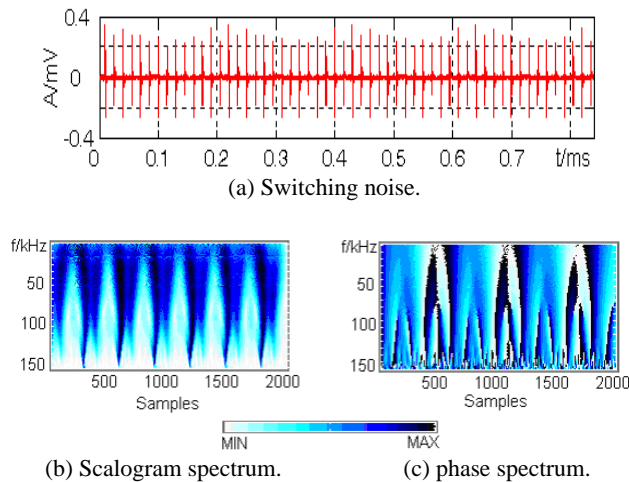 0.4
A/mV
0
-0.4
0 0.1 0.2 0.3 0.4 0.5 0.6 0.7 t/ms
(a) Switching noise.
f/kHz
50
100
150
500 1000 1500 2000
Samples
f/kHz
50
100
150
500 1000 1500 2000
Samples
MIN MAX
(b) Scalogram spectrum. (c) phase spectrum.